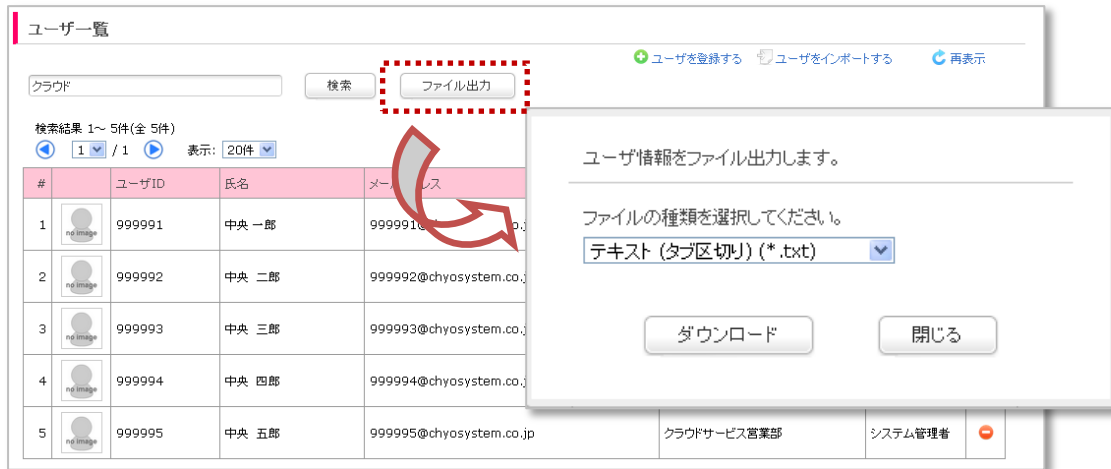 ユーザ一覧
ユーザを登録する ユーザをインポートする 再表示
クラウド 検索 ファイル出力
検索結果 1～ 5件(全 5件)
1 / 1 表示: 20件
# ユーザID 氏名
1 no image 999991 中央 一郎
2 no image 999992 中央 二郎 999992@chyosystem.co.j
3 no image 999993 中央 三郎 999993@chyosystem.co.
4 no image 999994 中央 四郎 999994@chyosystem.co.j
5 no image 999995 中央 五郎 999995@chyosystem.co.jp クラウドサービス営業部 システム管理者
ユーザ情報をファイル出力します。
ファイルの種類を選択してください。
テキスト (タブ区切り) (*.txt)
ダウンロード 閉じる